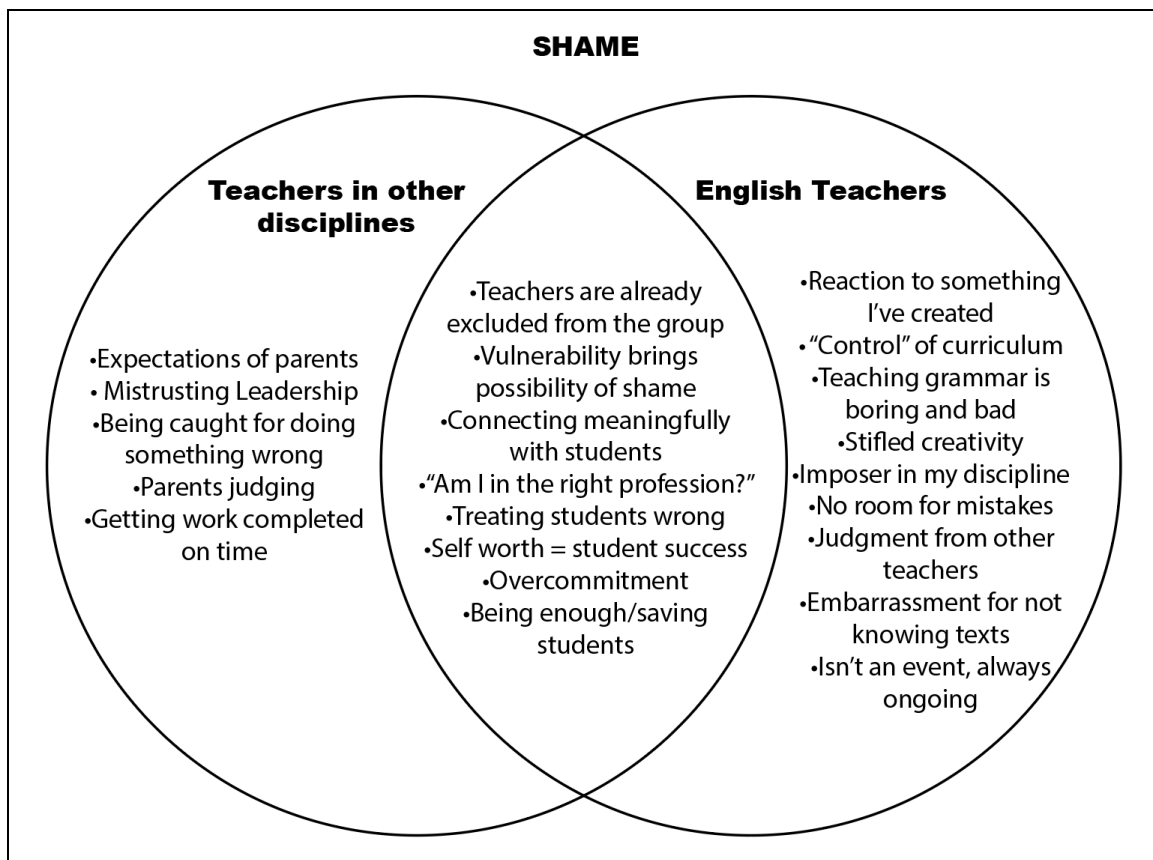 SHAME
Teachers in other
disciplines
•Expectations of parents
• Mistrusting Leadership
•Being caught for doing
something wrong
•Parents judging
•Getting work completed
on time
•Teachers are already
excluded from the group
•Vulnerability brings
possibility of shame
•Connecting meaningfully
with students
•“Am I in the right profession?”
•Treating students wrong
•Self worth = student success
•Overcommitment
•Being enough/saving
students
English Teachers
•Reaction to something
I’ve created
•“Control” of curriculum
•Teaching grammar is
boring and bad
•Stifled creativity
•Imposer in my discipline
•No room for mistakes
•Judgment from other
teachers
•Embarrassment for not
knowing texts
•Isn’t an event, always
ongoing